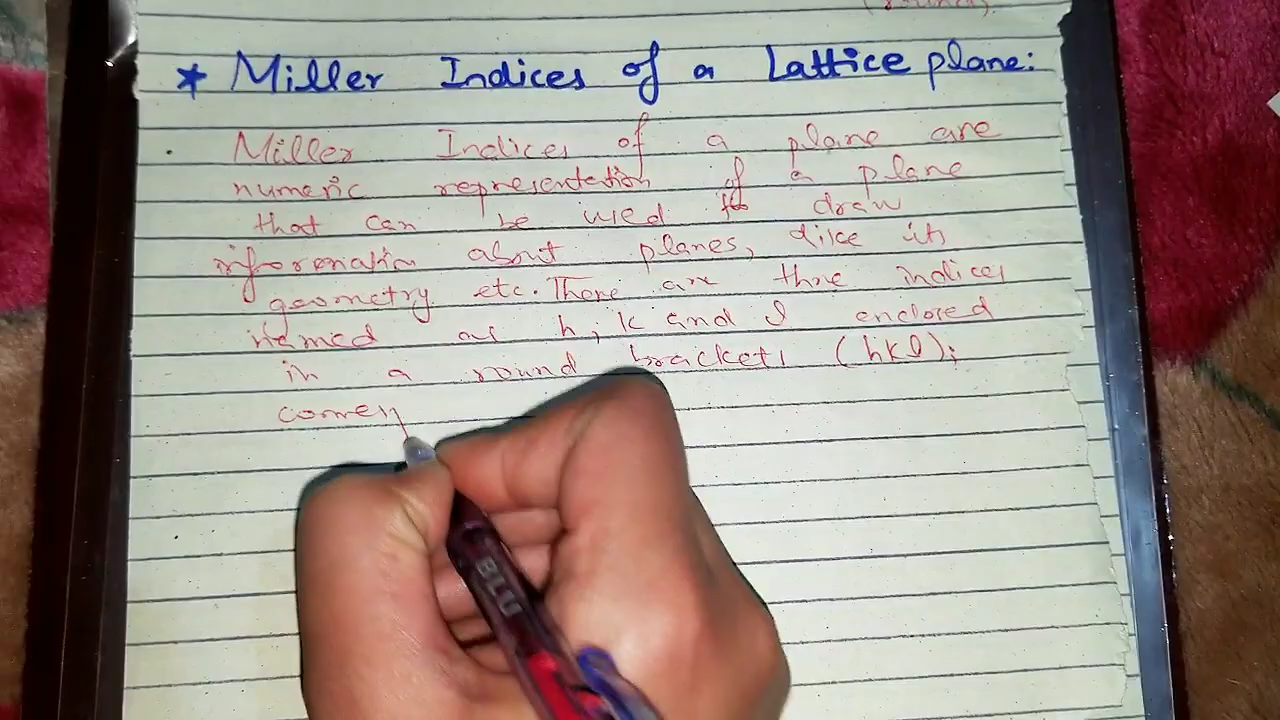 * Miller Indices of a Lattice plane:
Miller Indices of a plane are
numeric representation of a plane
that can be used to draw
information about planes, like its
geometry etc. There are three indices
named as h, k and l enclosed
in a round brackets (hkl);
BLU